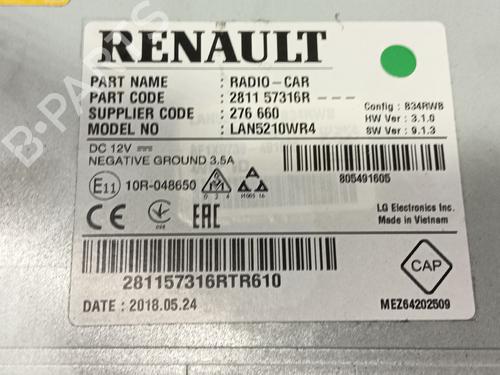 RENAULT
PART NAME : RADIO-CAR
PART CODE : 2811 57316R
SUPPLIER CODE : 276 660
MODEL NO : LAN5210WR4
Config : 834RW8
HW Ver : 3.1.0
SW Ver : 9.1.3
DC 12V
NEGATIVE GROUND 3.5A
805491605
E11 10R-048650
CE EAC
LG Electronics Inc.
Made in Vietnam
281157316RTR610
CAP
DATE : 2018.05.24
MEZ64202509
B-PARTS